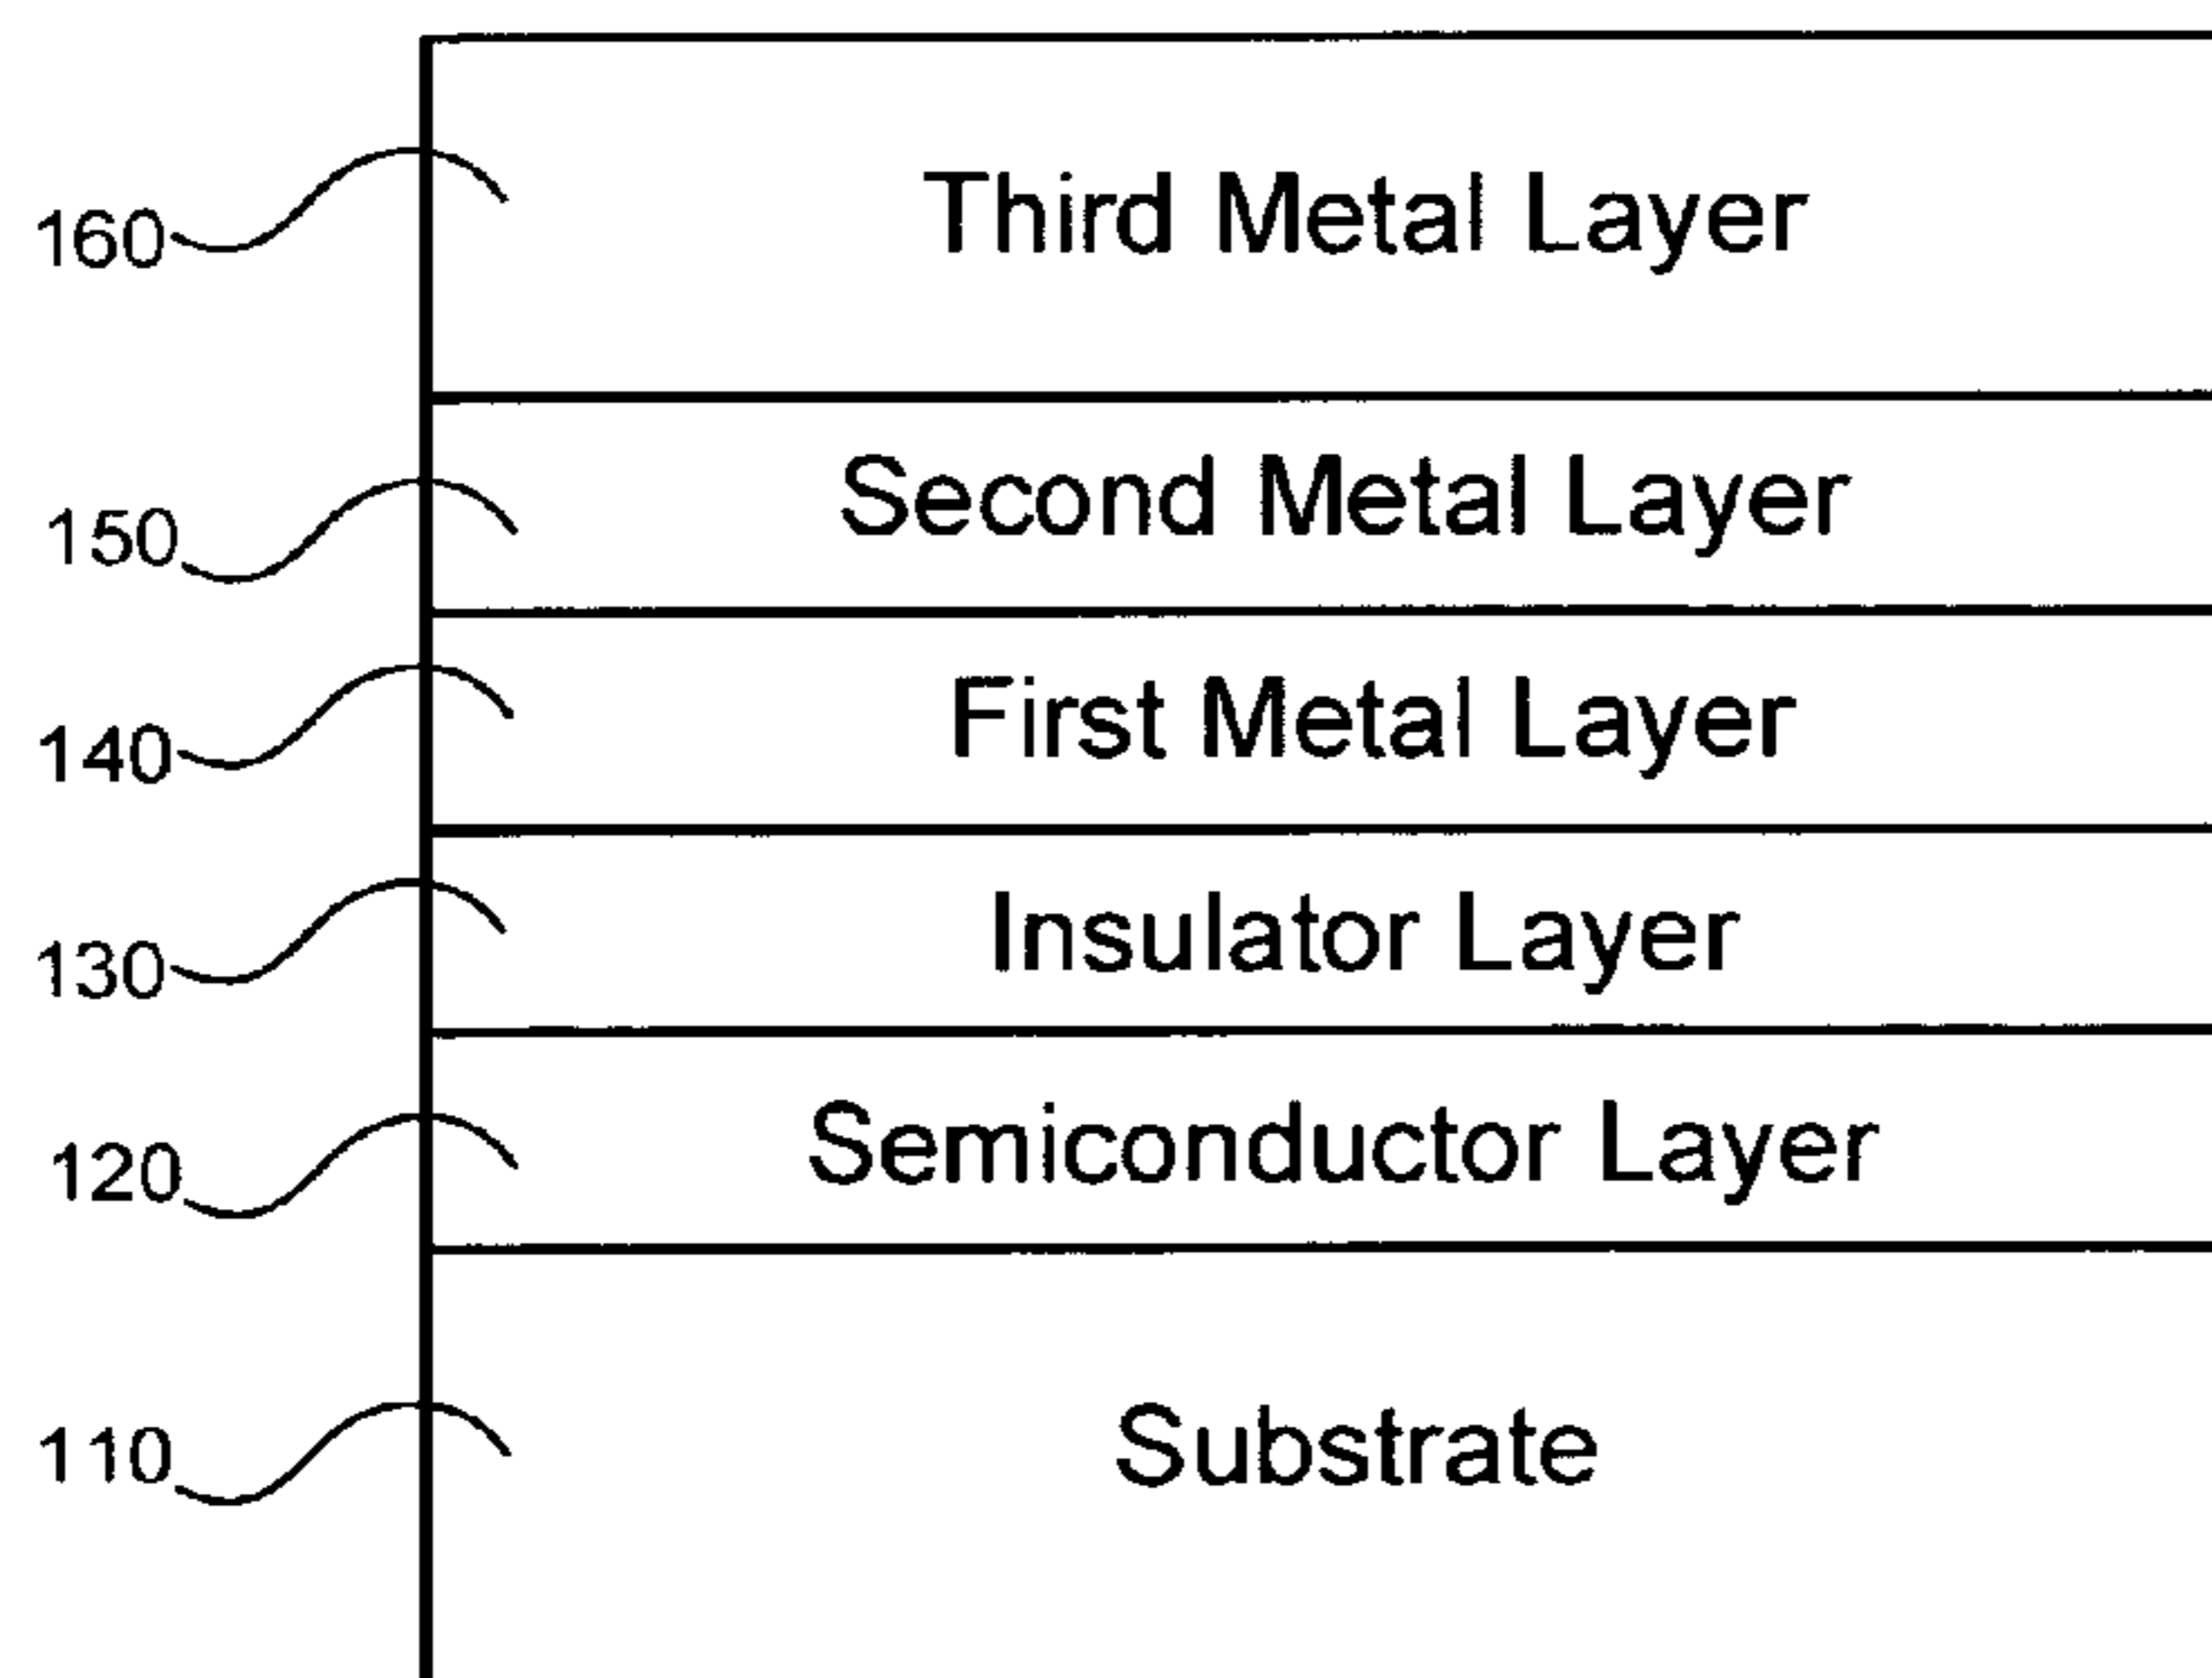 160 Third Metal Layer
150 Second Metal Layer
140 First Metal Layer
130 Insulator Layer
120 Semiconductor Layer
110 Substrate